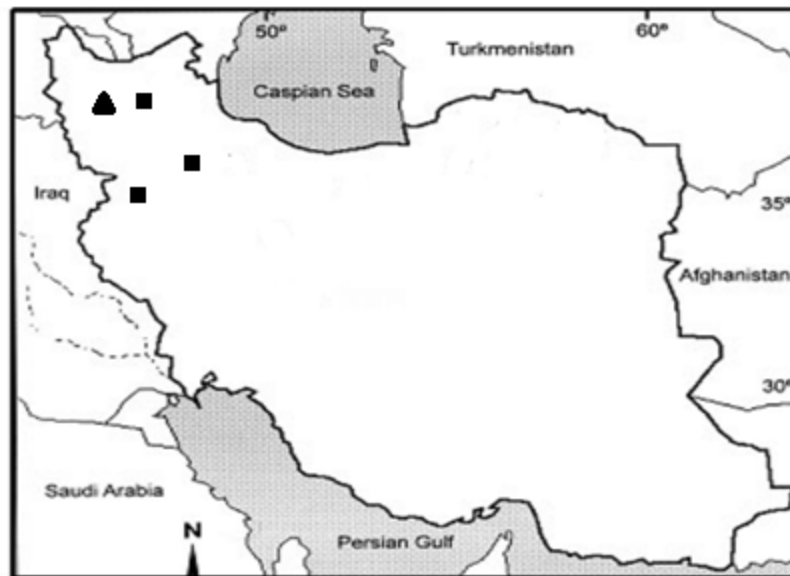 50º
60º
Turkmenistan
Caspian Sea
Iraq
35º
Afghanistan
30º
Saudi Arabia
N
Persian Gulf